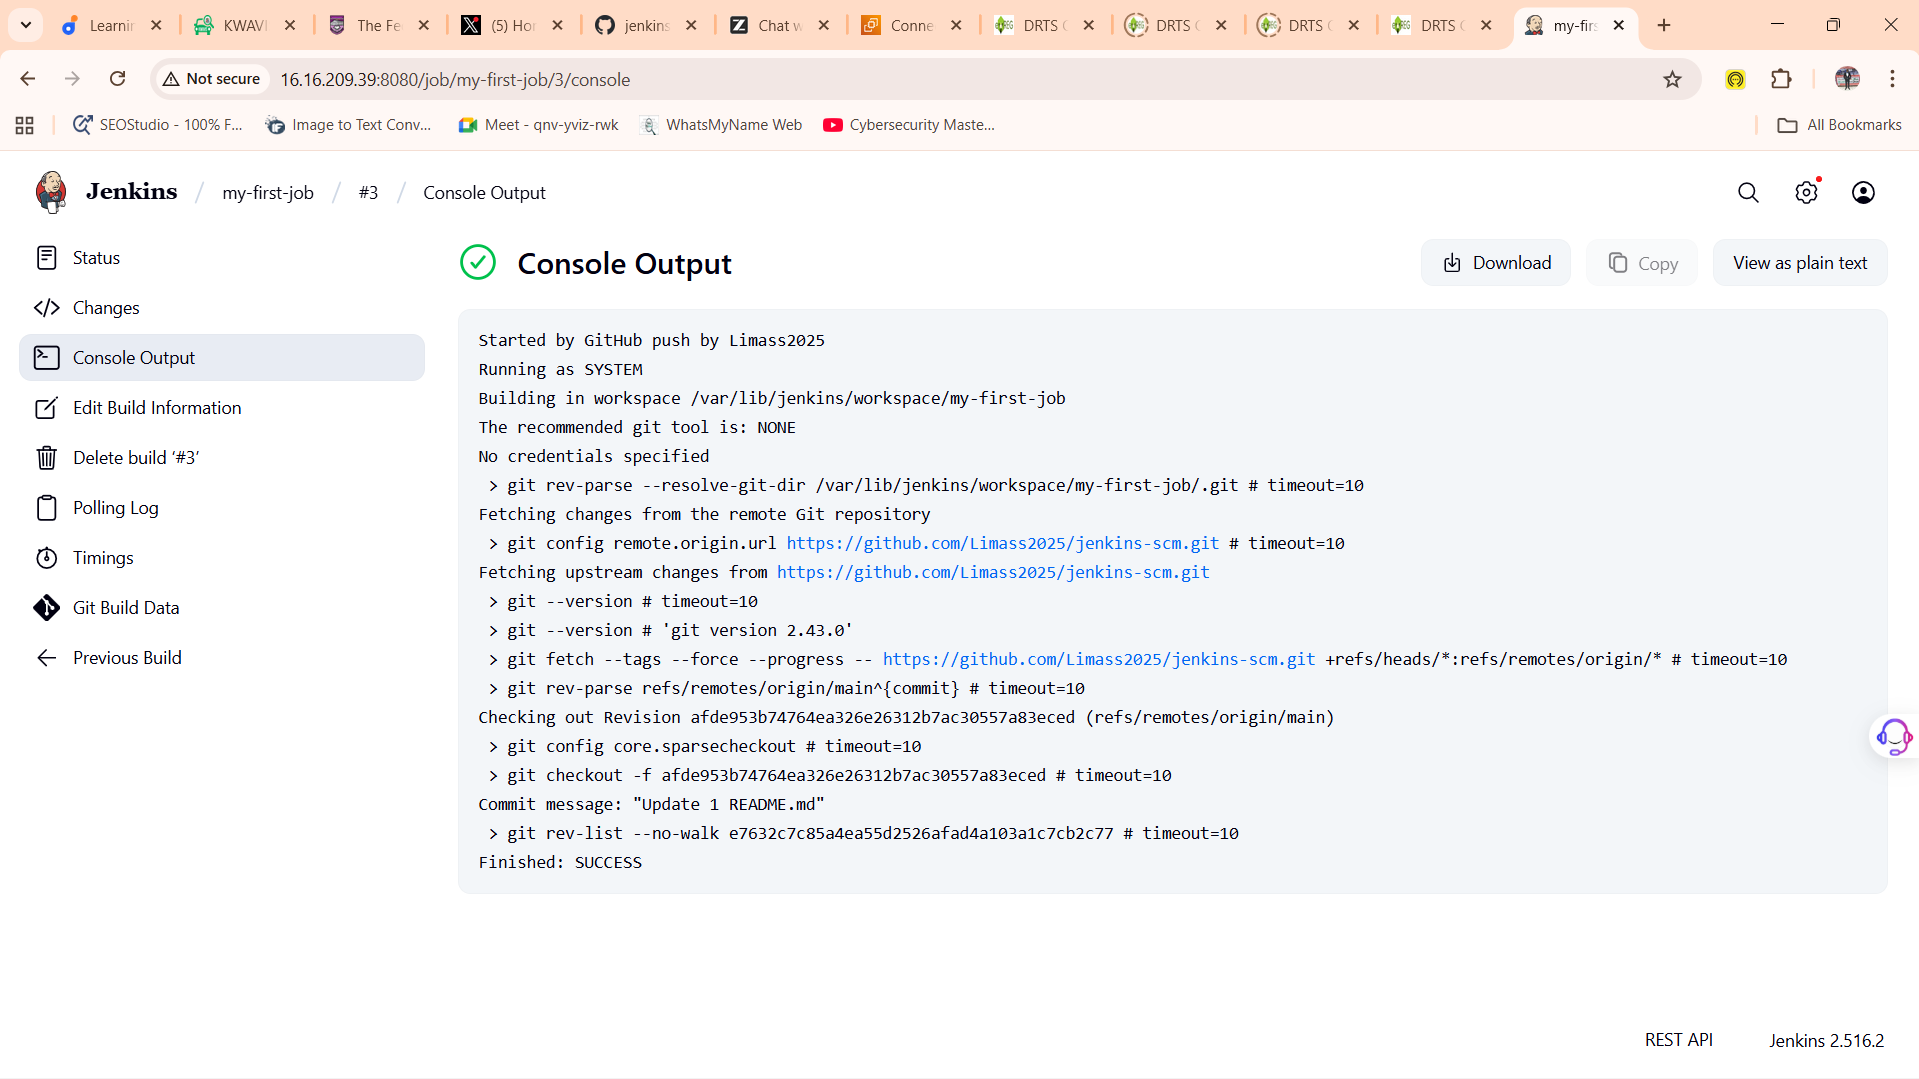 Learnin
KWAVI
The Fe
(5) Hor
jenkins
Chat w
Conne
DRTS
DRTS
DRTS
DRTS
my-firs
Not secure
16.16.209.39:8080/job/my-first-job/3/console
SEOStudio - 100% F...
Image to Text Conv...
Meet - qnv-yviz-rwk
WhatsMyName Web
Cybersecurity Maste...
All Bookmarks
Jenkins / my-first-job / #3 / Console Output
Status
Changes
Console Output
Edit Build Information
Delete build ‘#3’
Polling Log
Timings
Git Build Data
Previous Build
Console Output
Download
Copy
View as plain text
Started by GitHub push by Limass2025
Running as SYSTEM
Building in workspace /var/lib/jenkins/workspace/my-first-job
The recommended git tool is: NONE
No credentials specified
> git rev-parse --resolve-git-dir /var/lib/jenkins/workspace/my-first-job/.git # timeout=10
Fetching changes from the remote Git repository
> git config remote.origin.url https://github.com/Limass2025/jenkins-scm.git # timeout=10
Fetching upstream changes from https://github.com/Limass2025/jenkins-scm.git
> git --version # timeout=10
> git --version # 'git version 2.43.0'
> git fetch --tags --force --progress -- https://github.com/Limass2025/jenkins-scm.git +refs/heads/*:refs/remotes/origin/* # timeout=10
> git rev-parse refs/remotes/origin/main^{commit} # timeout=10
Checking out Revision afde953b74764ea326e26312b7ac30557a83eced (refs/remotes/origin/main)
> git config core.sparsecheckout # timeout=10
> git checkout -f afde953b74764ea326e26312b7ac30557a83eced # timeout=10
Commit message: "Update 1 README.md"
> git rev-list --no-walk e7632c7c85a4ea55d2526afad4a103a1c7cb2c77 # timeout=10
Finished: SUCCESS
REST API
Jenkins 2.516.2